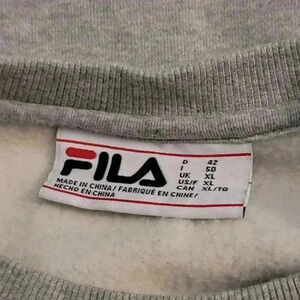 FILA
D 42
I 50
UK XL
US/F XL
CAN XL/TG
MADE IN CHINA/ FABRIQUÉ EN CHINE/
HECHO EN CHINA